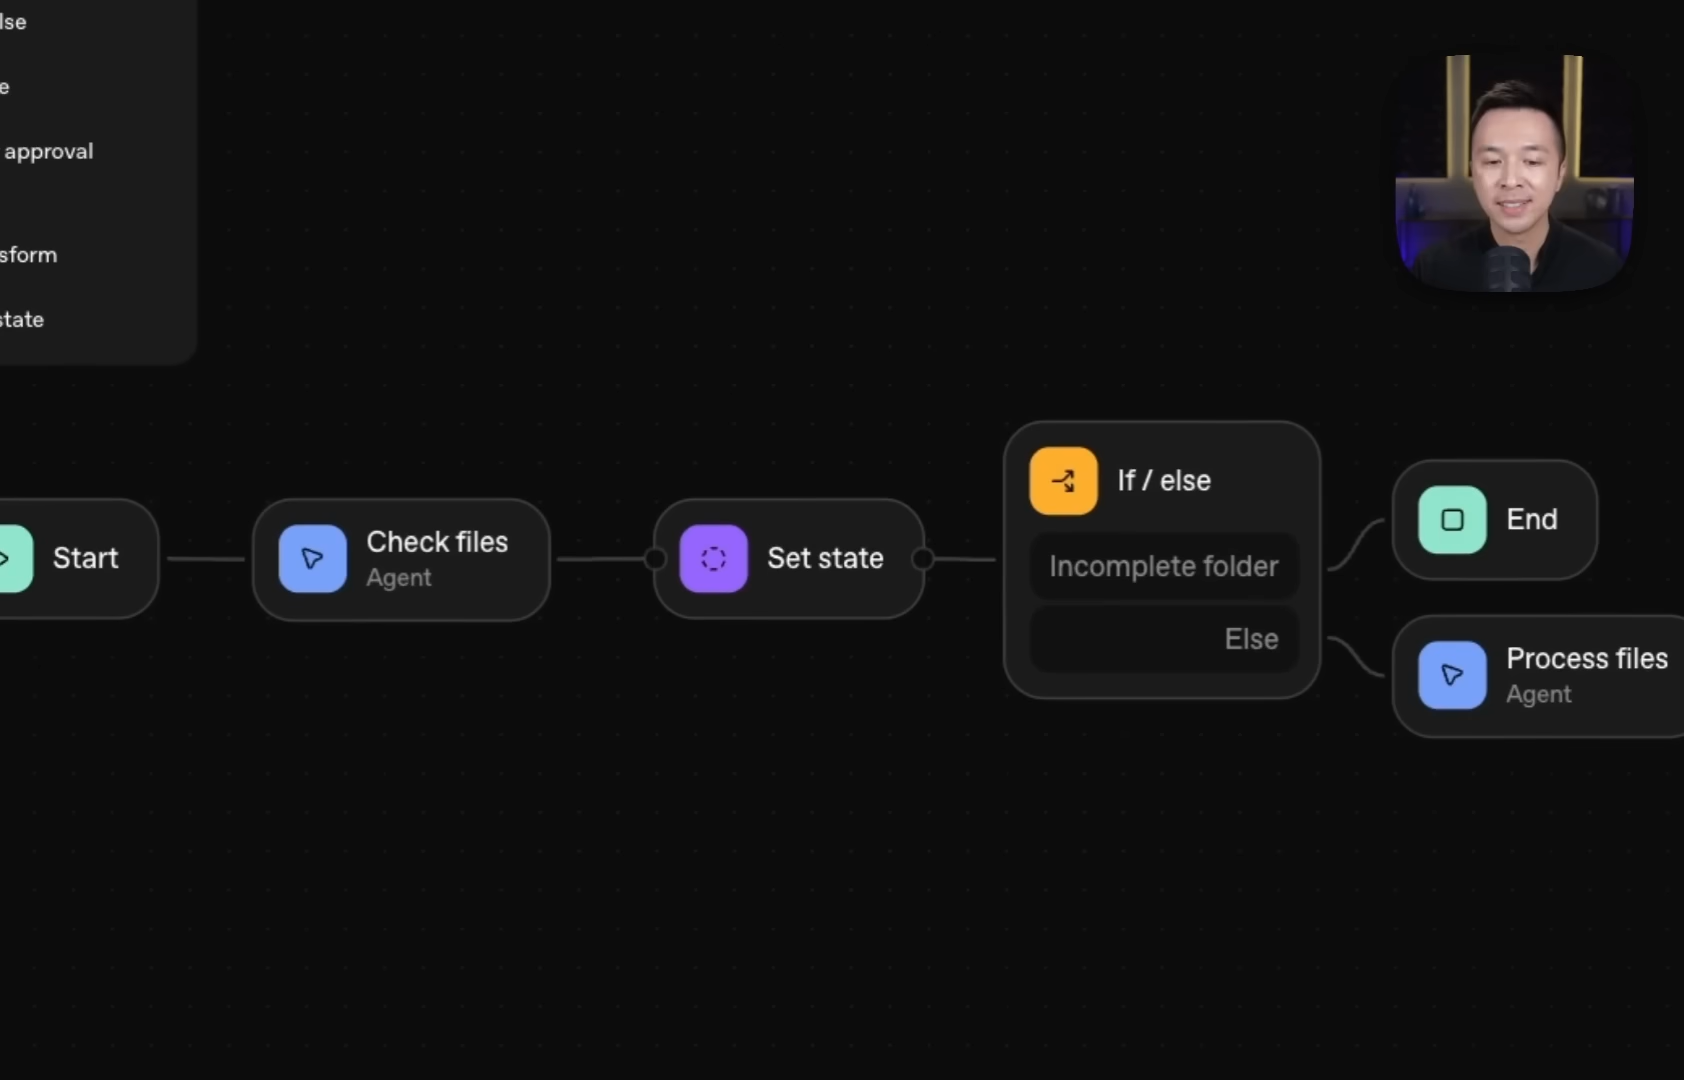 lse
e
approval
sform
state
Start
Check files
Agent
Set state
If / else
Incomplete folder
Else
End
Process files
Agent